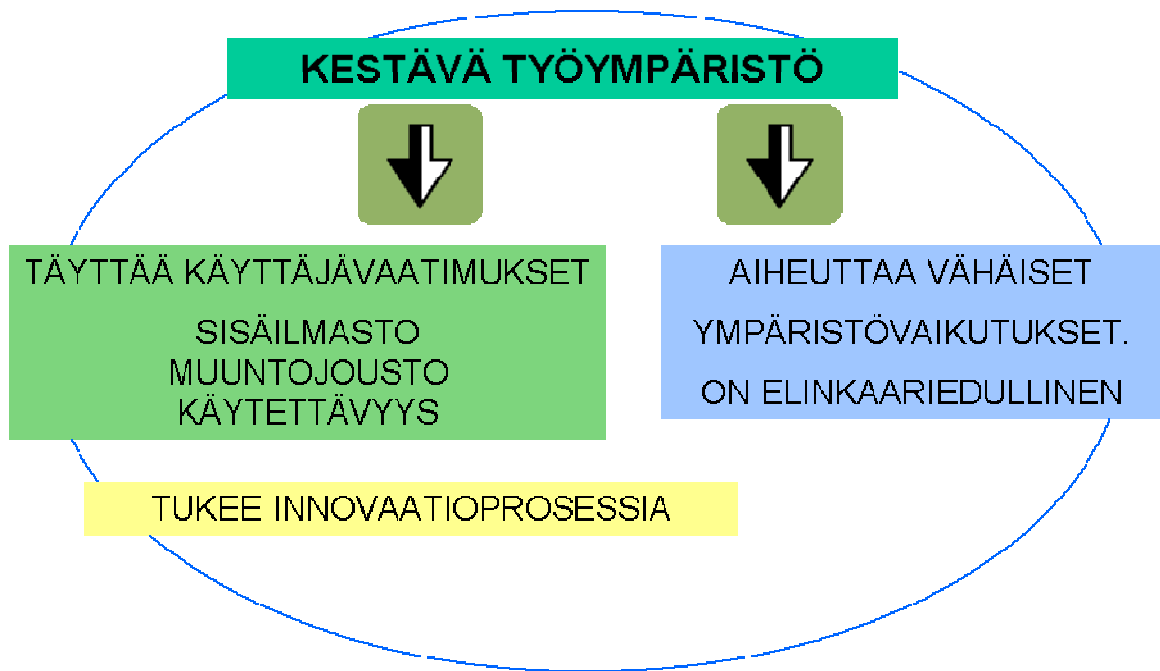 KESTÄVÄ TYÖYMPÄRISTÖ
TÄYTTÄÄ KÄYTTÄJÄVAATIMUKSET
SISÄILMASTO
MUUNTOJOUSTO
KÄYTETTÄVYYS
AIHEUTTAA VÄHÄISET
YMPÄRISTÖVAIKUTUKSET.
ON ELINKAARIEDULLINEN
TUKEE INNOVAATIOPROSESSIA